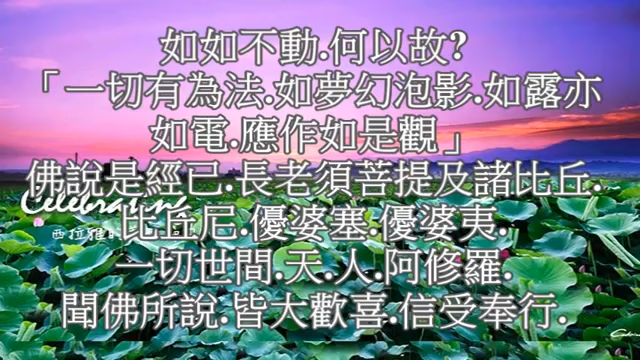 如如不動.何以故?
「一切有為法.如夢幻泡影.如露亦
如電.應作如是觀」
佛說是經已.長老須菩提及諸比丘.
比丘尼.優婆塞.優婆夷.
一切世間.天.人.阿修羅.
聞佛所說.皆大歡喜.信受奉行.